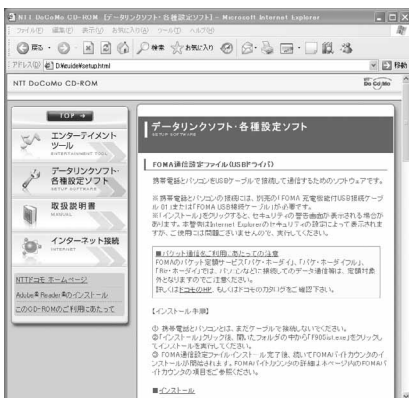 NTT DoCoMo CD-ROM [データリンクソフト・各種設定ソフト] - Microsoft Internet Explorer
ファイル(F) 編集(E) 表示(V) お気に入り(A) ツール(T) ヘルプ(H)
戻る 検索 お気に入り
アドレス(D) 移動
NTT DoCoMo CD-ROM
DoCoMo
TOP
エンターテイメント
ツール
ENTERTAINMENT TOOL
データリンクソフト・
各種設定ソフト
SETUP SOFTWARE
取扱説明書
MANUAL
インターネット接続
INTERNET
NTTドコモ ホームページ
Adobe® Reader®のインストール
このCD-ROMのご利用にあたって
データリンクソフト・各種設定ソフト
SETUP SOFTWARE
FOMA通信設定ファイル(USBドライバ)
携帯電話とパソコンをUSBケーブルで接続して通信するためのソフトウェアです。
※携帯電話とパソコンの接続には、別売の「FOMA 充電機能付USB接続ケーブ
ル 01」または「FOMA USB接続ケーブル」が必要です。
※「インストール」をクリックすると、セキュリティの警告画面が表示される場合が
あります。本警告はInternet Explorerのセキュリティの設定によって表示されま
すが、ご使用には問題ございませんので、実行してください。
■パケット通信をご利用にあたっての注意
FOMAのパケット定額サービス「パケ・ホーダイ」、「パケ・ホーダイフル」、
「Biz・ホーダイ」では、パソコンなどに接続してのデータ通信等は、定額対象
外となりますのでご注意ください。
詳しくはドコモのHP、もしくはドコモのカタログをご確認下さい。
【インストール手順】
① 携帯電話とパソコンとは、まだケーブルで接続しないでください。
②「インストール」クリック後、開いたフォルダの中から「F905ist.exe」をクリックし
てインストールを実行してください。
③ FOMA通信設定ファイルインストール完了後、続いてFOMAバイトカウンタのイ
ンストールが開始されます。FOMAバイトカウンタの詳細は本ページ内のFOMAバ
イトカウンタの項目をご参照ください。
■インストール